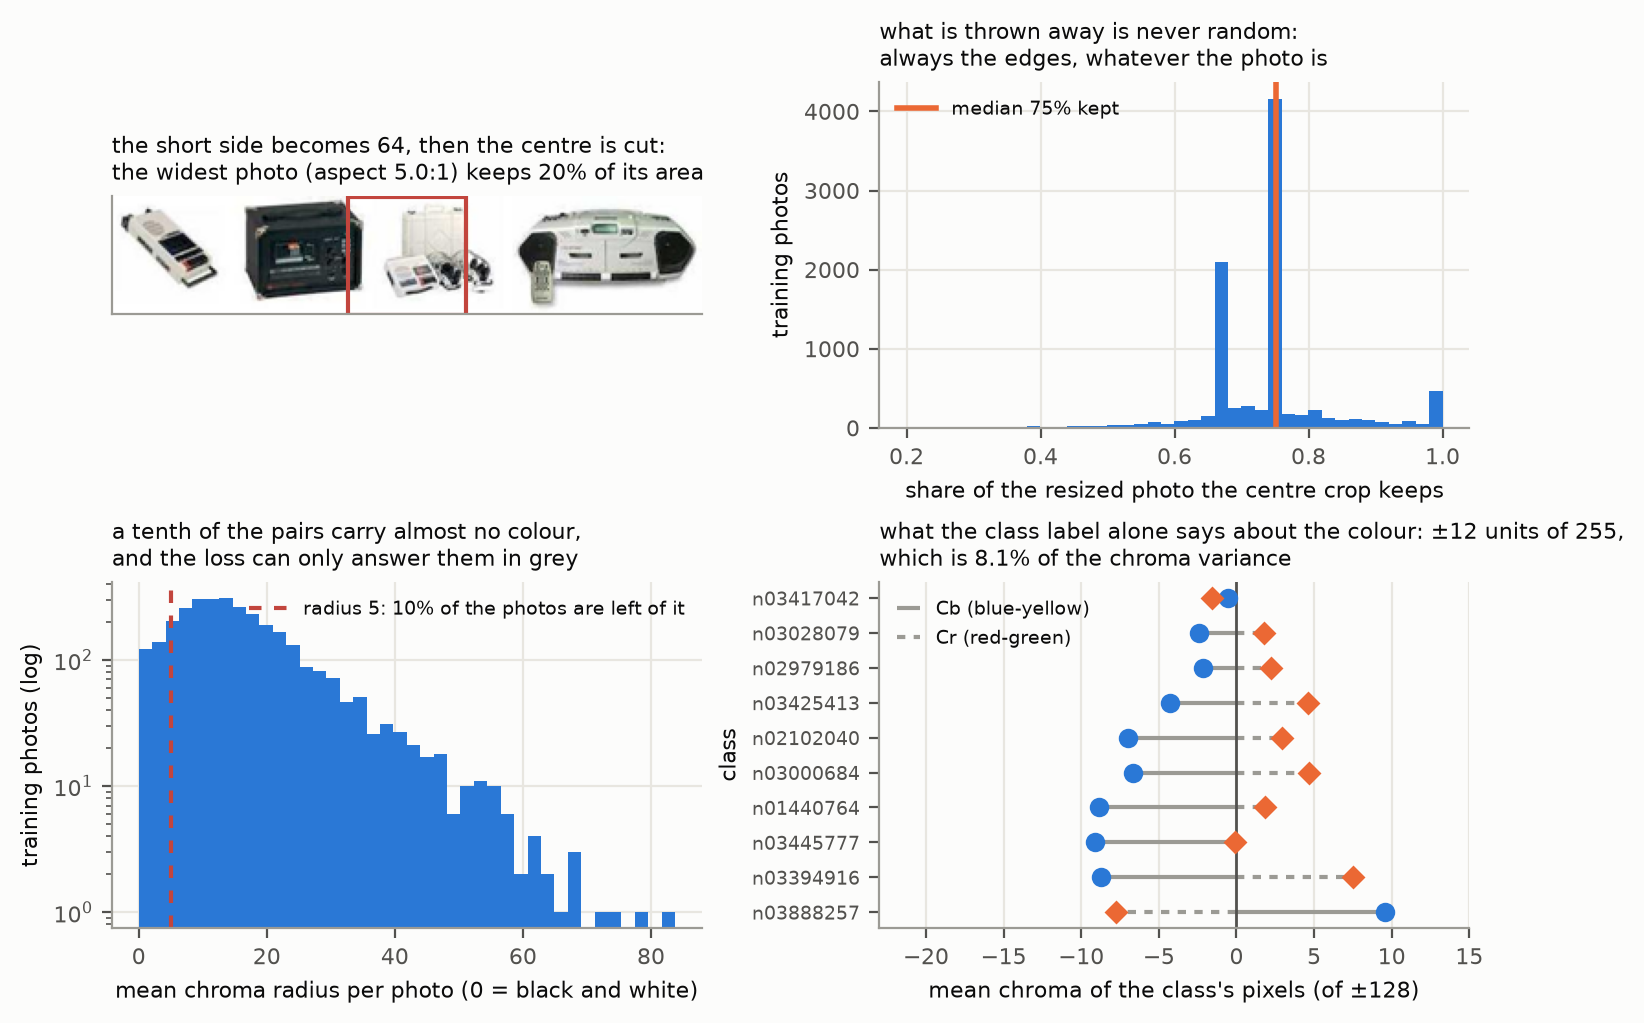 the short side becomes 64, then the centre is cut:
the widest photo (aspect 5.0:1) keeps 20% of its area
what is thrown away is never random:
always the edges, whatever the photo is
median 75% kept
training photos
4000
3000
2000
1000
0
0.2 0.4 0.6 0.8 1.0
share of the resized photo the centre crop keeps
a tenth of the pairs carry almost no colour,
and the loss can only answer them in grey
radius 5: 10% of the photos are left of it
training photos (log)
10²
10¹
10⁰
0 20 40 60 80
mean chroma radius per photo (0 = black and white)
what the class label alone says about the colour: ±12 units of 255,
which is 8.1% of the chroma variance
Cb (blue-yellow)
Cr (red-green)
class
n03417042
n03028079
n02979186
n03425413
n02102040
n03000684
n01440764
n03445777
n03394916
n03888257
−20 −15 −10 −5 0 5 10 15
mean chroma of the class's pixels (of ±128)